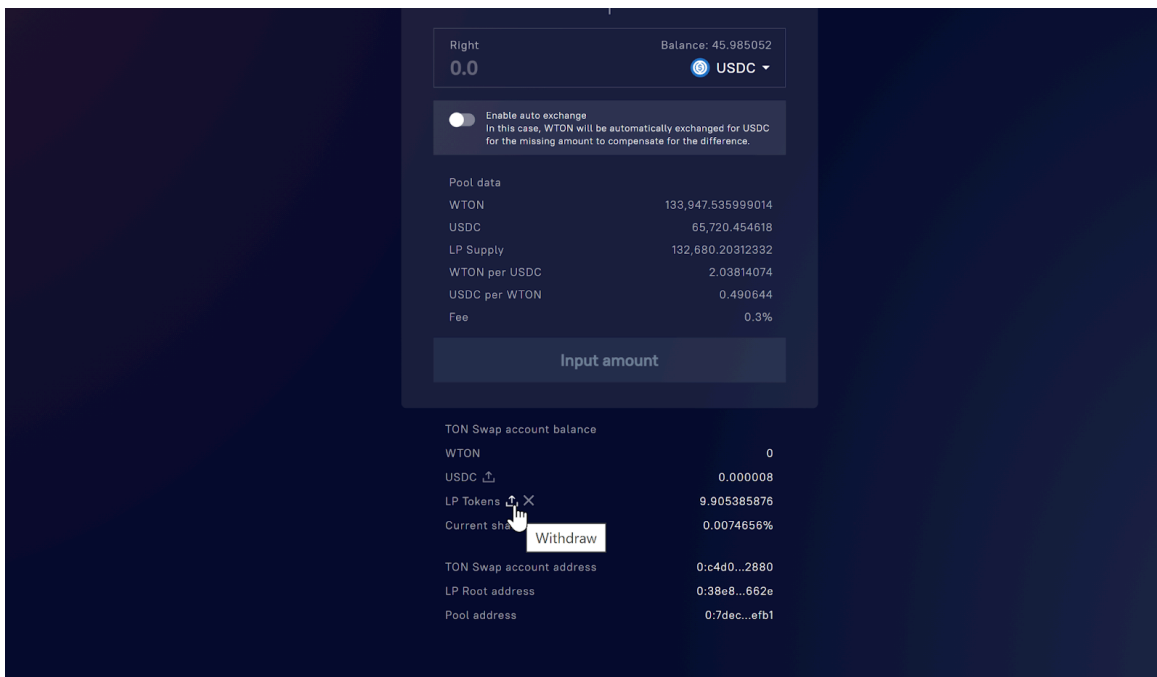 Right Balance: 45.985052
0.0 USDC
Enable auto exchange
In this case, WTON will be automatically exchanged for USDC
for the missing amount to compensate for the difference.
Pool data
WTON 133,947.535999014
USDC 65,720.454618
LP Supply 132,680.20312332
WTON per USDC 2.03814074
USDC per WTON 0.490644
Fee 0.3%
Input amount
TON Swap account balance
WTON 0
USDC 0.000008
LP Tokens 9.905385876
Current sha 0.0074656%
Withdraw
TON Swap account address 0:c4d0...2880
LP Root address 0:38e8...662e
Pool address 0:7dec...efb1